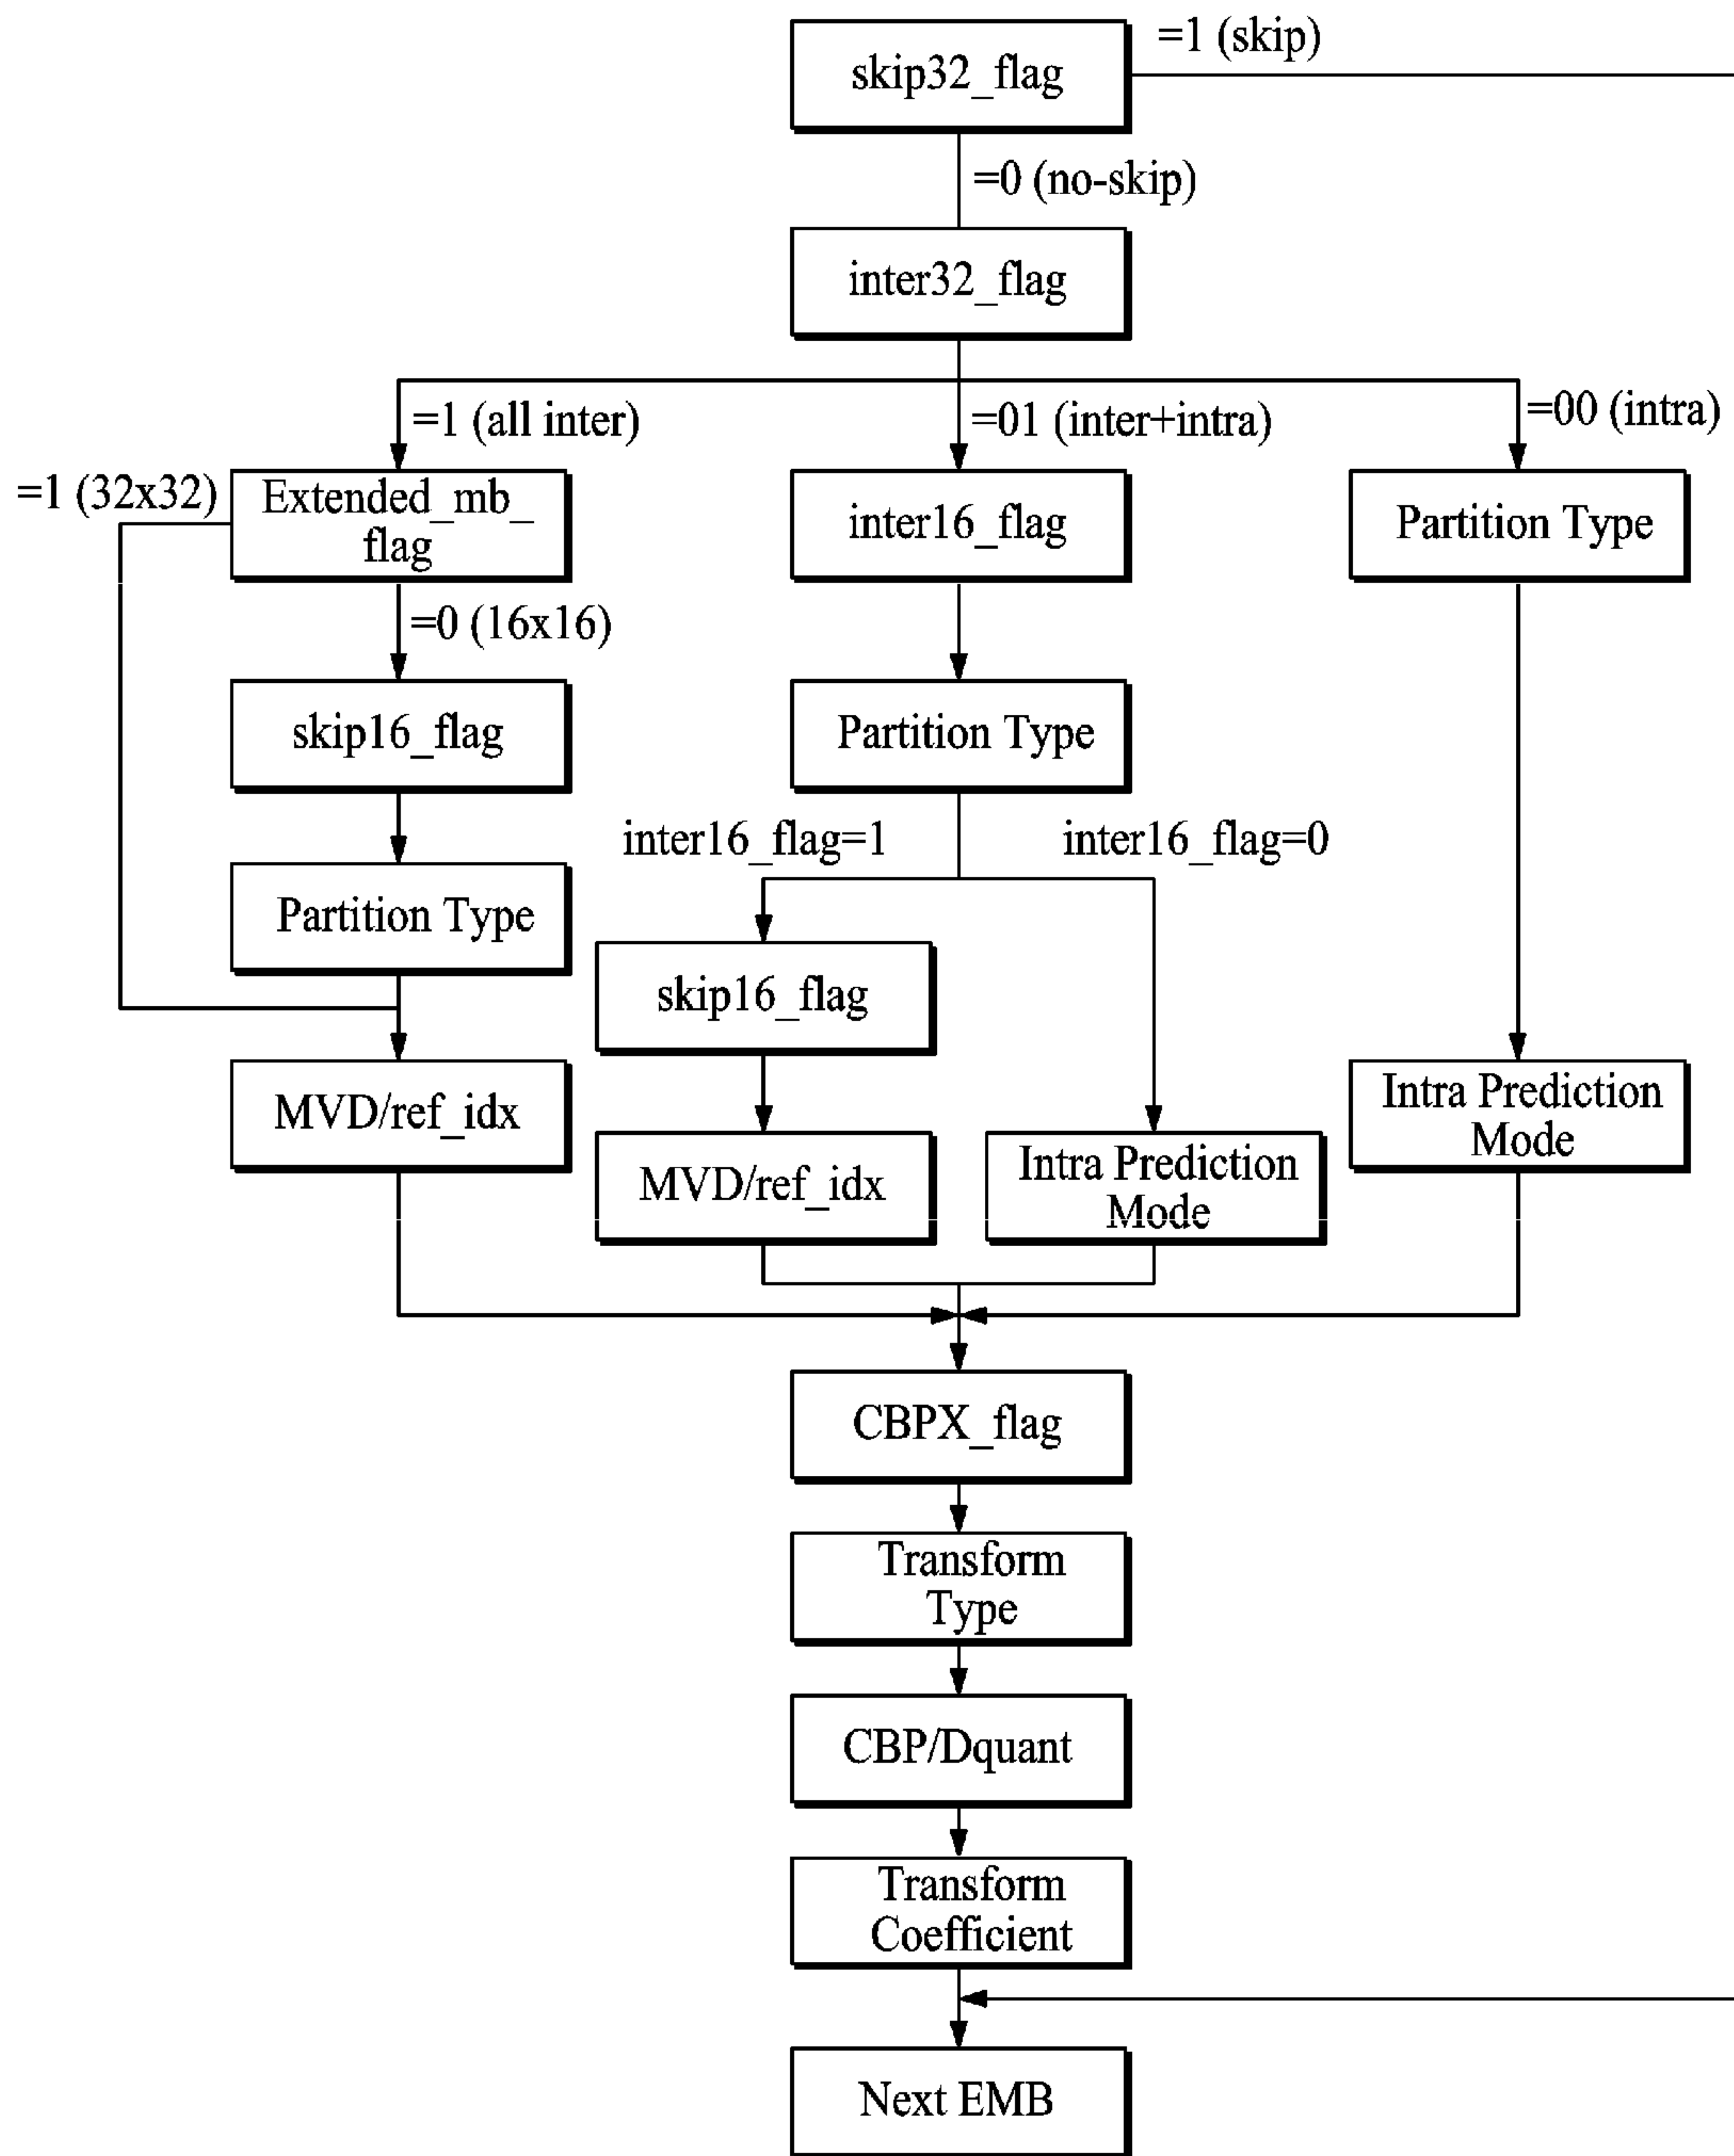 skip32_flag
=1 (skip)
=0 (no-skip)
inter32_flag
=1 (all inter)
=01 (inter+intra)
=00 (intra)
=1 (32x32)
Extended_mb_
flag
inter16_flag
Partition Type
=0 (16x16)
skip16_flag
Partition Type
inter16_flag=1
inter16_flag=0
Partition Type
skip16_flag
MVD/ref_idx
Intra Prediction
Mode
MVD/ref_idx
Intra Prediction
Mode
CBPX_flag
Transform
Type
CBP/Dquant
Transform
Coefficient
Next EMB